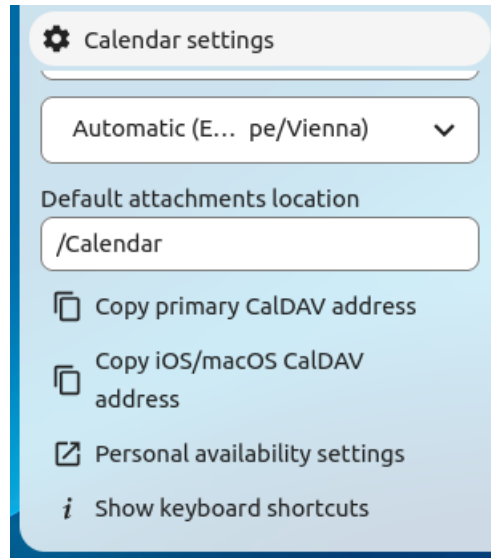 Calendar settings
Automatic (E... pe/Vienna)
Default attachments location
/Calendar
Copy primary CalDAV address
Copy iOS/macOS CalDAV
address
Personal availability settings
Show keyboard shortcuts